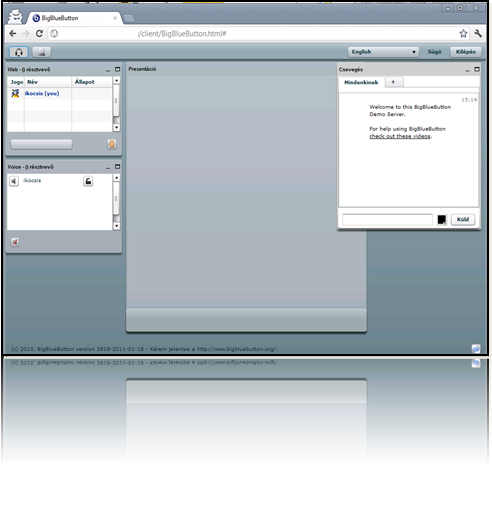 BigBlueButton
/client/BigBlueButton.html#
English Súgó Kilépés
Web - () résztvevő
Jogo Név Állapot
ikocsis (you)
Voice - () résztvevő
ikocsis
Presentáció
Csevegés
Mindenkinek +
15:14
Welcome to this BigBlueButton
Demo Server.
For help using BigBlueButton
check out these videos.
Küld
(c) 2010. BigBlueButton version 3818-2011-01-18 - Kérem jelentse a http://www.bigbluebutton.org/.